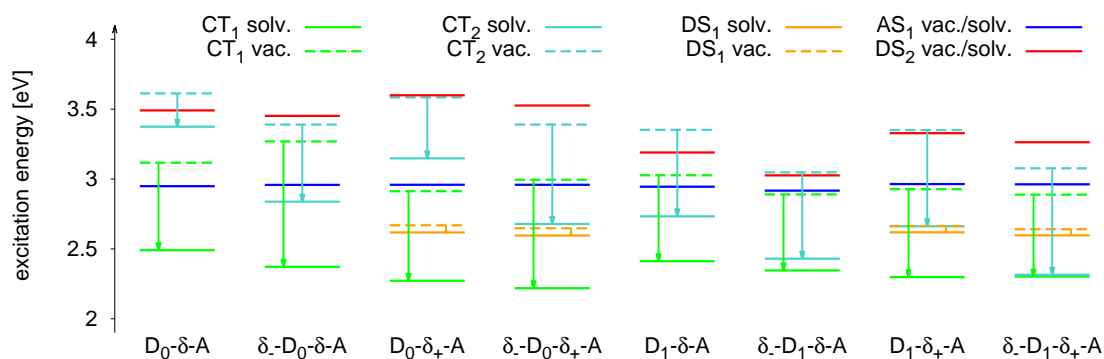 CT₁ solv. CT₂ solv. DS₁ solv. AS₁ vac./solv.
CT₁ vac. CT₂ vac. DS₁ vac. DS₂ vac./solv.
excitation energy [eV]
4
3.5
3
2.5
2
D₀-δ-A δ₋-D₀-δ-A D₀-δ₊-A δ₋-D₀-δ₊-A D₁-δ-A δ₋-D₁-δ-A D₁-δ₊-A δ₋-D₁-δ₊-A